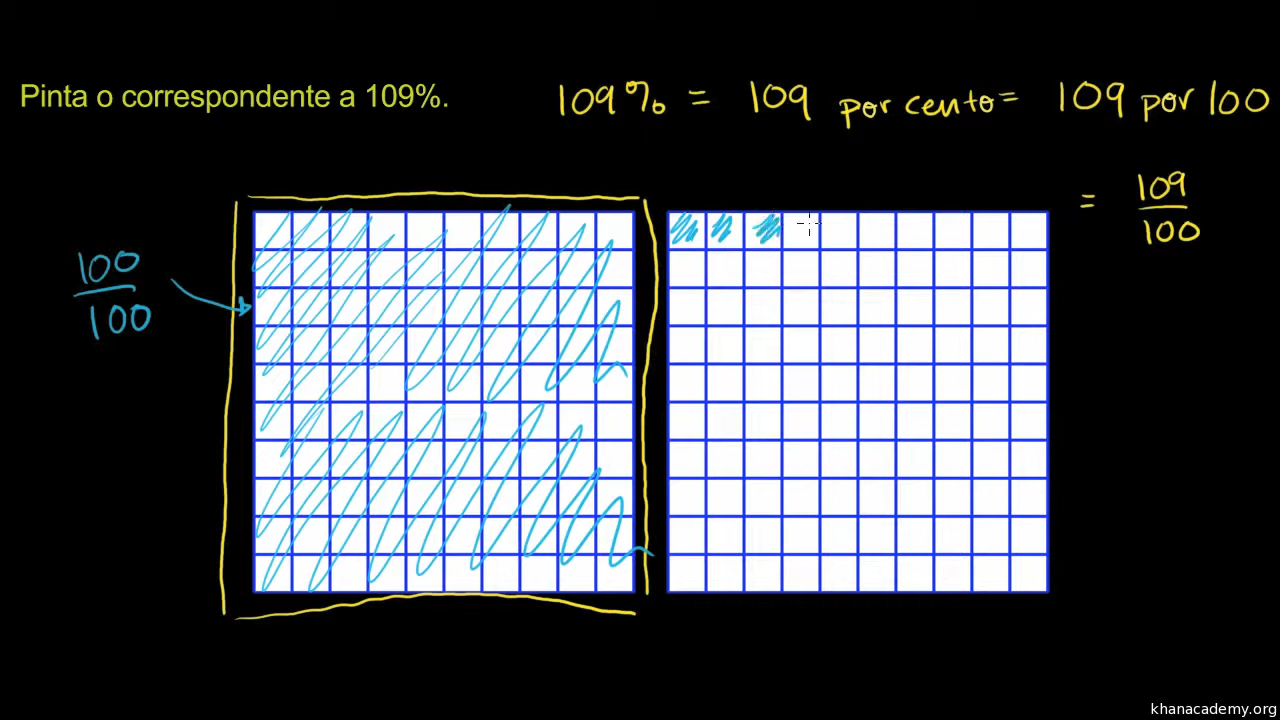 Pinta o correspondente a 109%. 109% = 109 por cento = 109 por 100
= 109/100
100/100
khanacademy.org